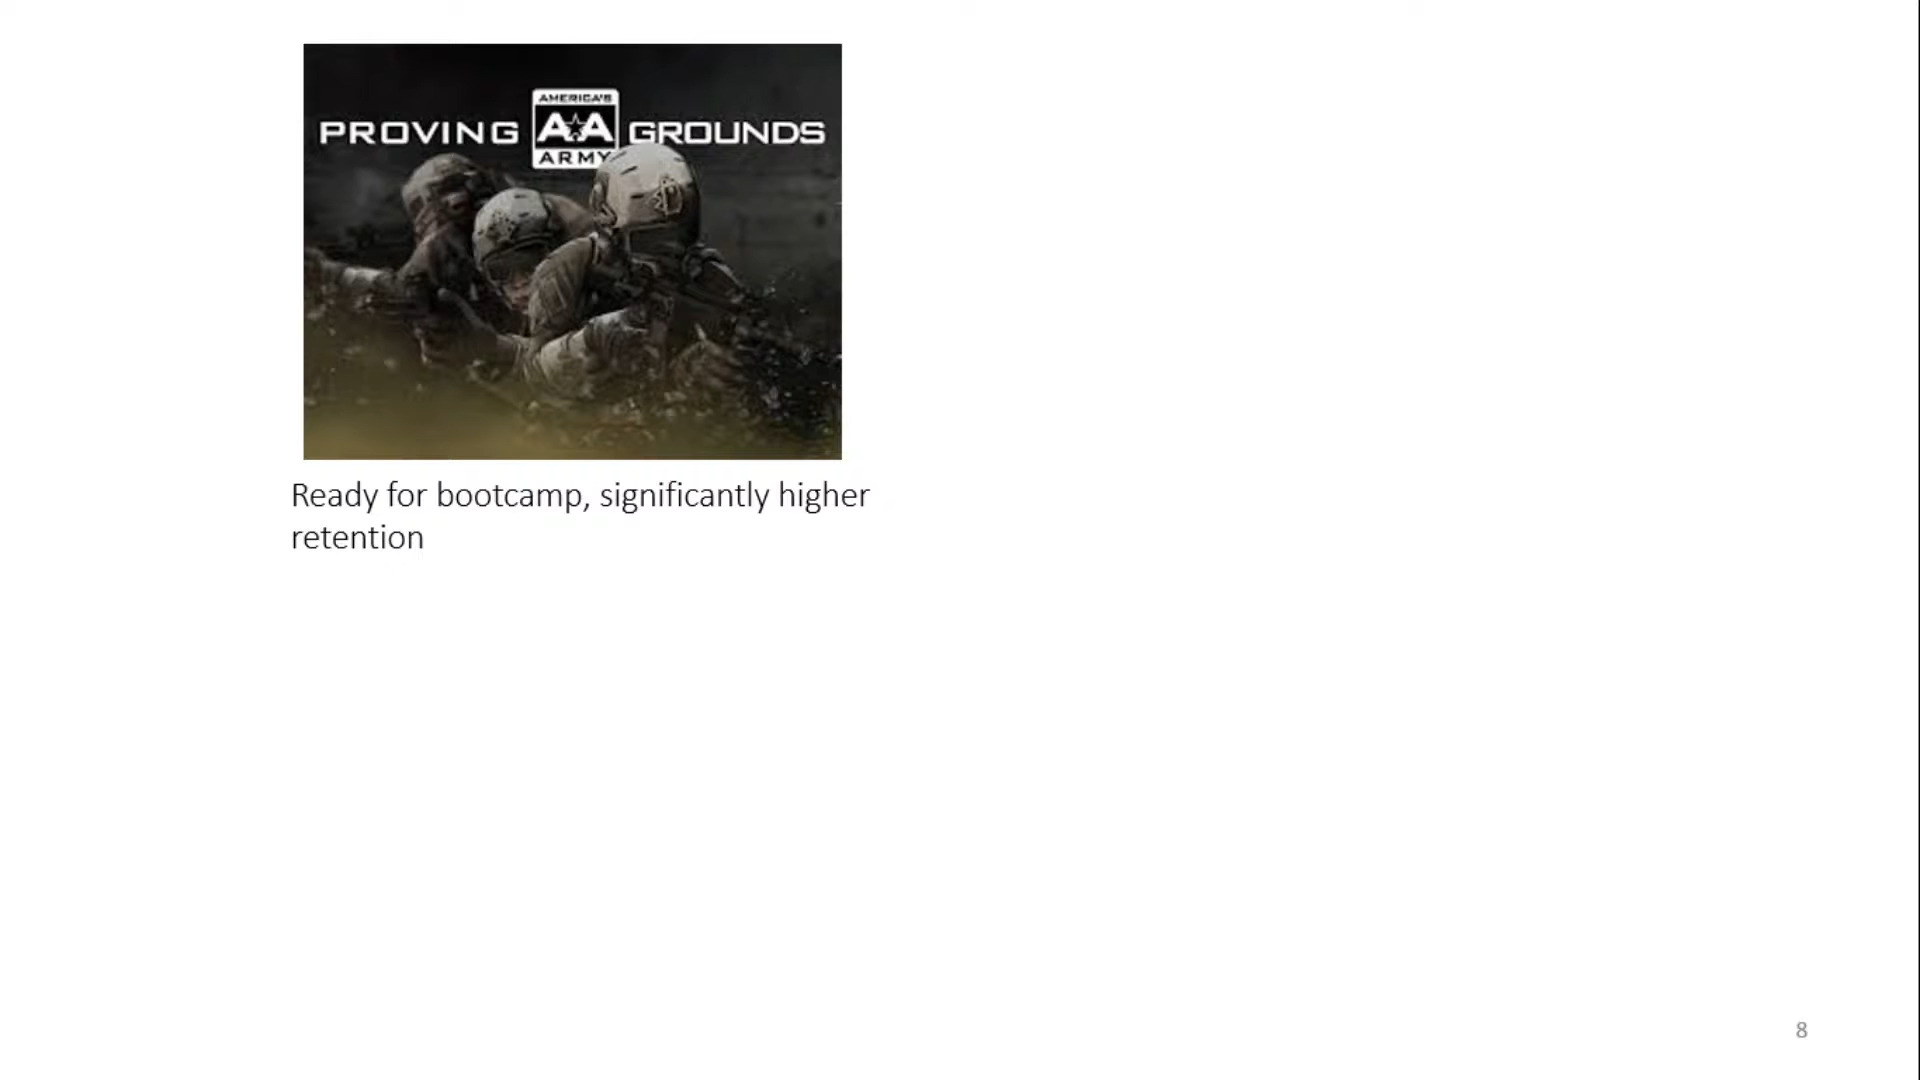 AMERICA'S
PROVING AA GROUNDS
ARMY
Ready for bootcamp, significantly higher
retention
8